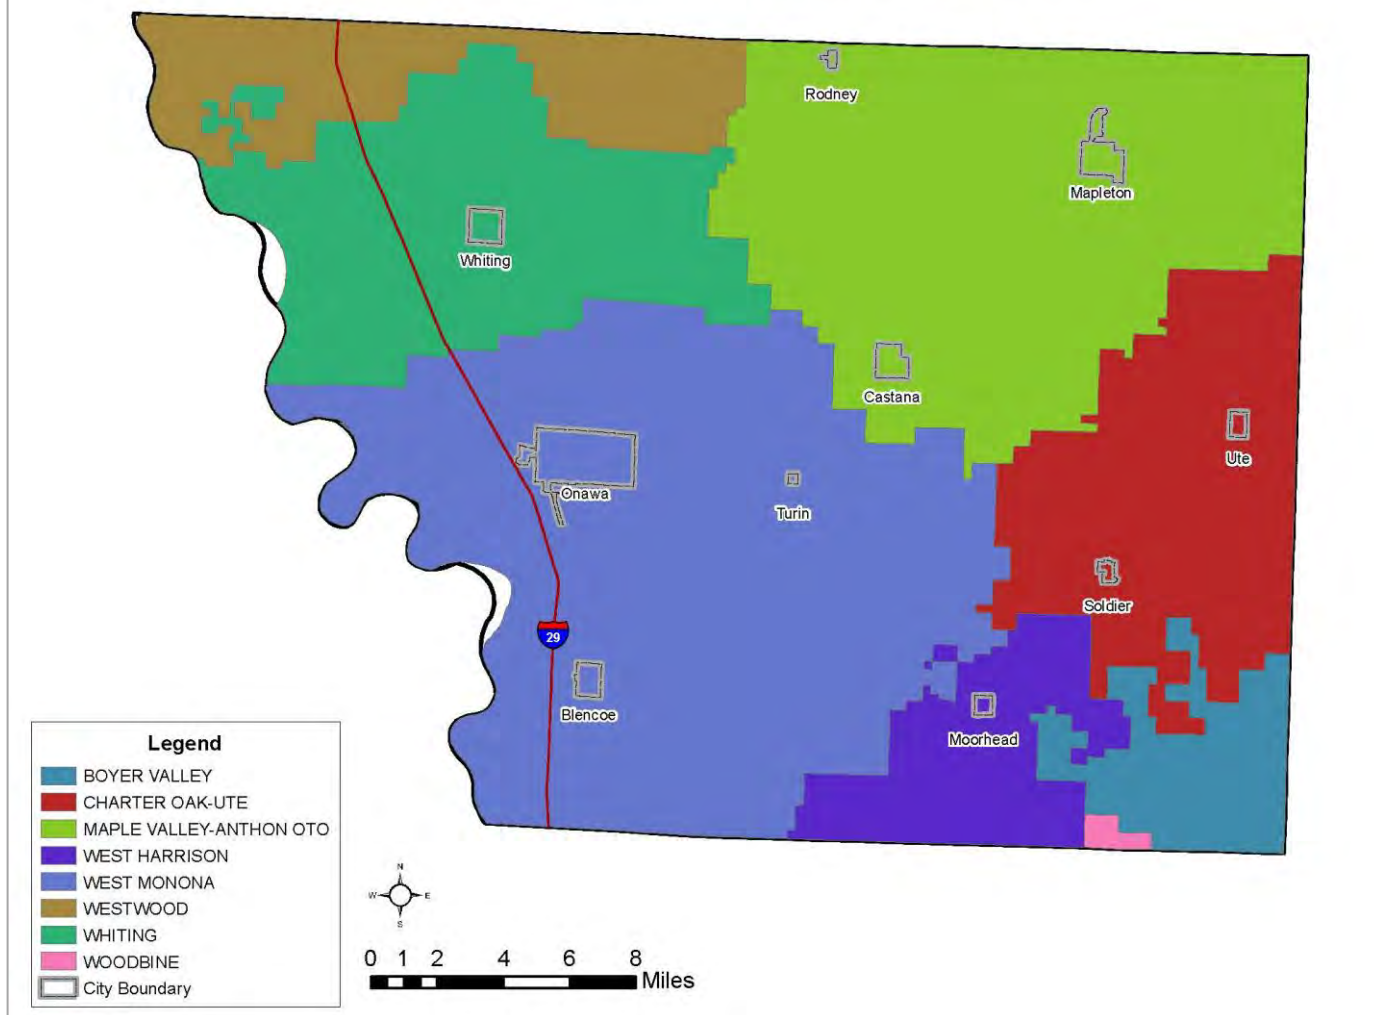 Rodney
Mapleton
Whiting
Castana
Ute
Onawa
Turin
Soldier
29
Blencoe
Moorhead
Legend
BOYER VALLEY
CHARTER OAK-UTE
MAPLE VALLEY-ANTHON OTO
WEST HARRISON
WEST MONONA
WESTWOOD
WHITING
WOODBINE
City Boundary
N
W E
S
0 1 2 4 6 8
Miles